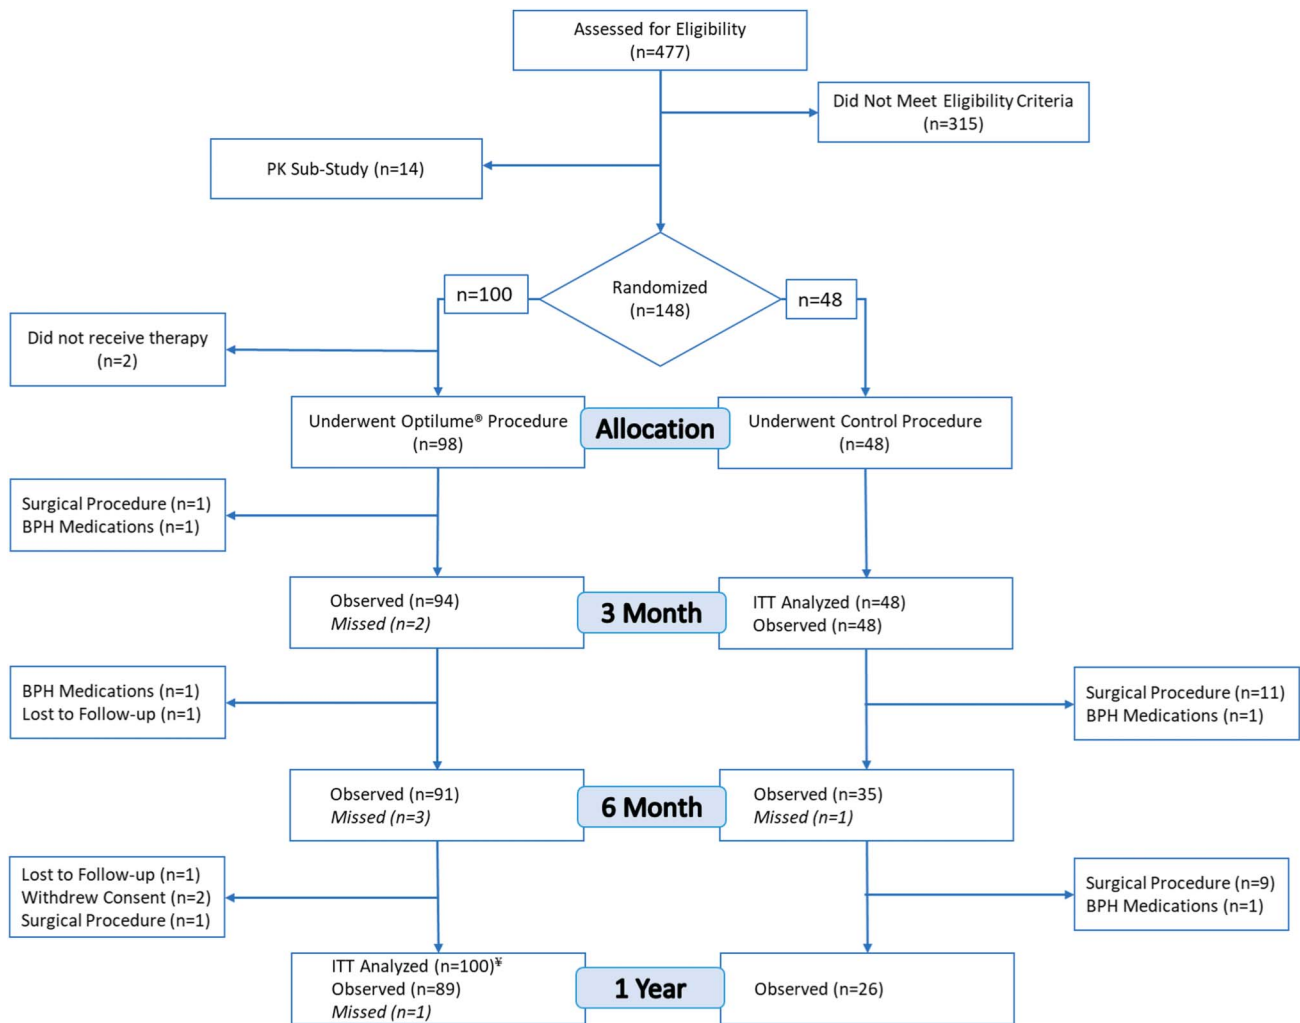 Assessed for Eligibility
(n=477)
Did Not Meet Eligibility Criteria
(n=315)
PK Sub-Study (n=14)
Randomized
(n=148)
n=100
n=48
Did not receive therapy
(n=2)
Underwent Optilume® Procedure
(n=98)
Allocation
Underwent Control Procedure
(n=48)
Surgical Procedure (n=1)
BPH Medications (n=1)
Observed (n=94)
Missed (n=2)
3 Month
ITT Analyzed (n=48)
Observed (n=48)
BPH Medications (n=1)
Lost to Follow-up (n=1)
Surgical Procedure (n=11)
BPH Medications (n=1)
Observed (n=91)
Missed (n=3)
6 Month
Observed (n=35)
Missed (n=1)
Lost to Follow-up (n=1)
Withdrew Consent (n=2)
Surgical Procedure (n=1)
Surgical Procedure (n=9)
BPH Medications (n=1)
ITT Analyzed (n=100)¥
Observed (n=89)
Missed (n=1)
1 Year
Observed (n=26)